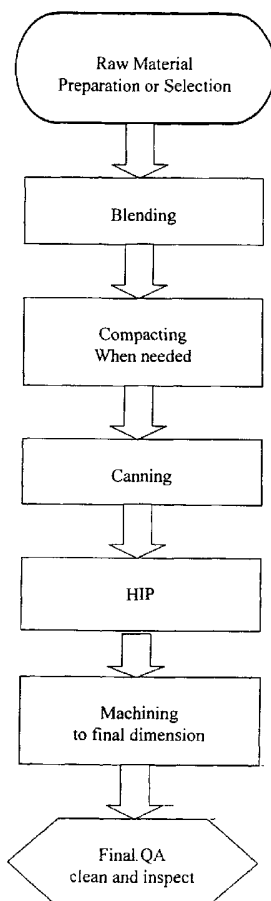 Raw Material
Preparation or Selection
Blending
Compacting
When needed
Canning
HIP
Machining
to final dimension
Final QA
clean and inspect